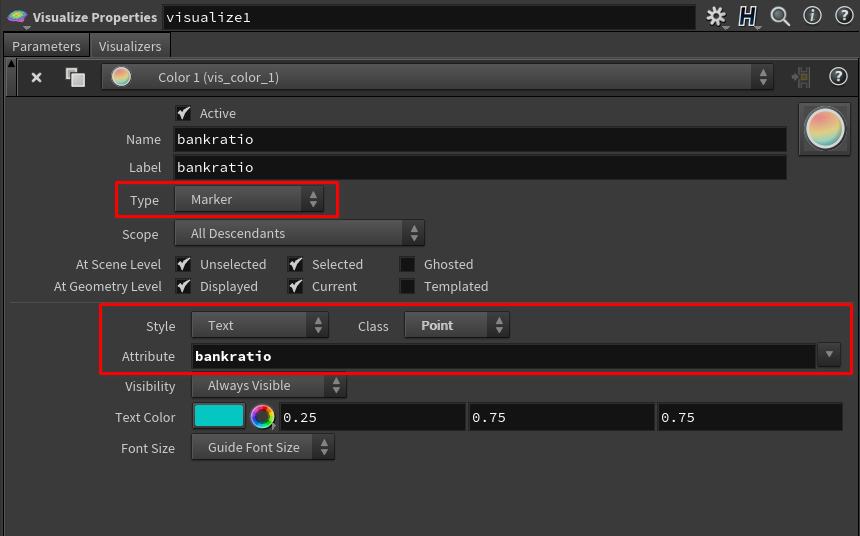 Visualize Properties visualize1
Parameters Visualizers
Color 1 (vis_color_1)
Active
Name bankratio
Label bankratio
Type Marker
Scope All Descendants
At Scene Level Unselected Selected Ghosted
At Geometry Level Displayed Current Templated
Style Text Class Point
Attribute bankratio
Visibility Always Visible
Text Color 0.25 0.75 0.75
Font Size Guide Font Size